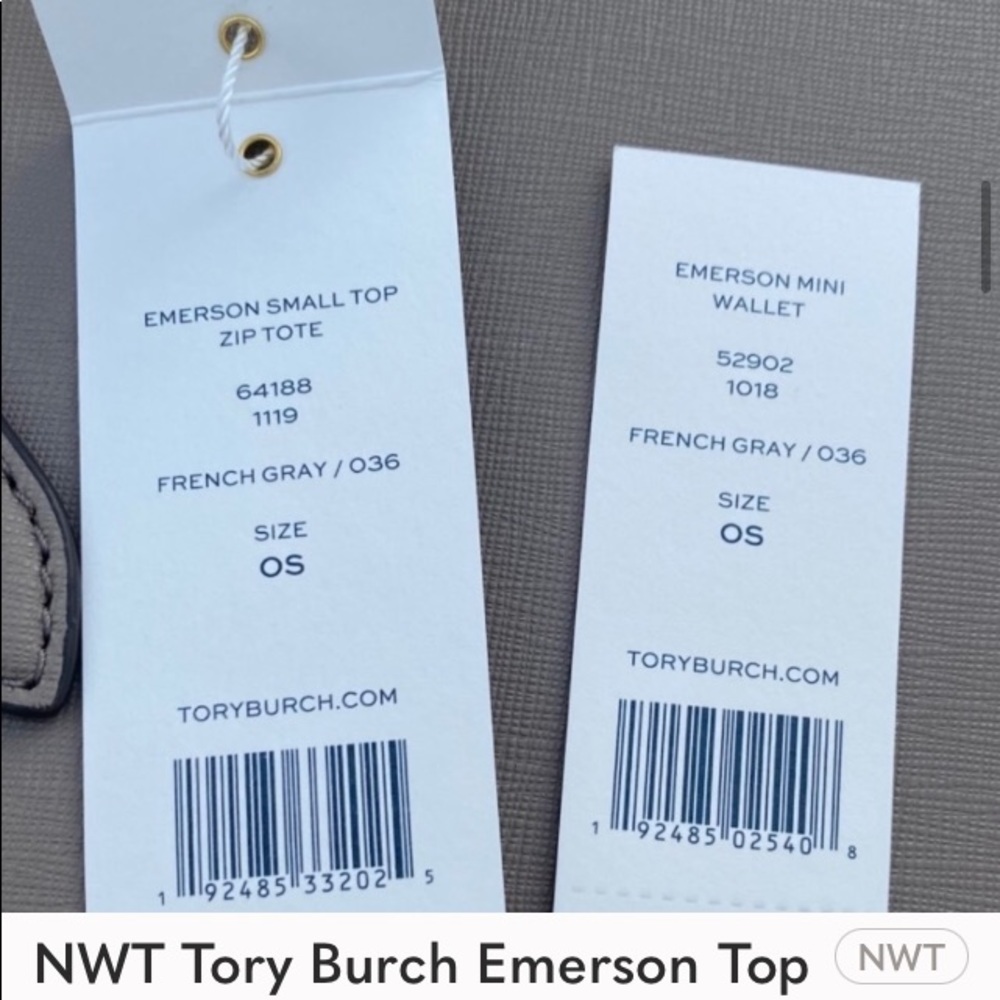 EMERSON SMALL TOP
ZIP TOTE
64188
1119
FRENCH GRAY / 036
SIZE
OS
TORYBURCH.COM
1 92485 33202 5
EMERSON MINI
WALLET
52902
1018
FRENCH GRAY / 036
SIZE
OS
TORYBURCH.COM
1 92485 02540 8
NWT Tory Burch Emerson Top
NWT